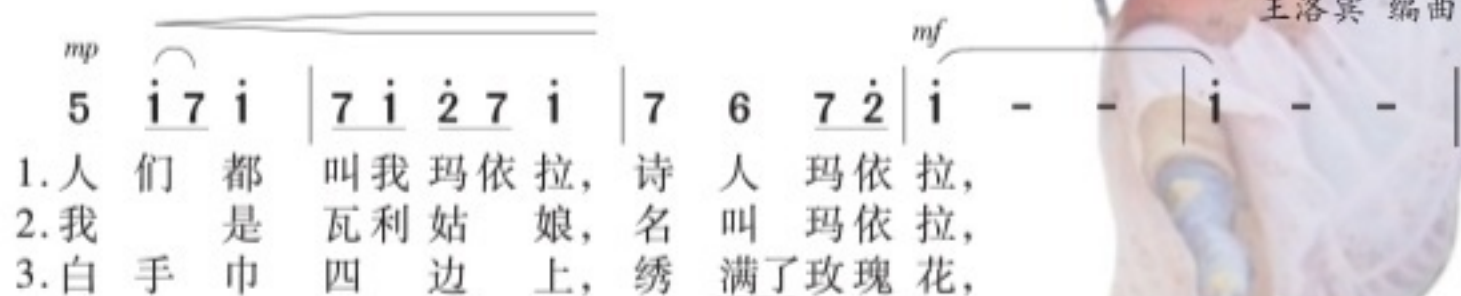 王洛宾 编曲
mp mf
5 i̇ 7 i̇ | 7 i̇ 2̇ 7 i̇ | 7 6 7 2̇ | i̇ - - | i̇ - - |
1.人 们 都 叫我 玛依 拉, 诗 人 玛依 拉,
2.我 是 瓦利 姑 娘, 名 叫 玛依 拉,
3.白 手 巾 四 边 上, 绣 满了玫瑰 花,